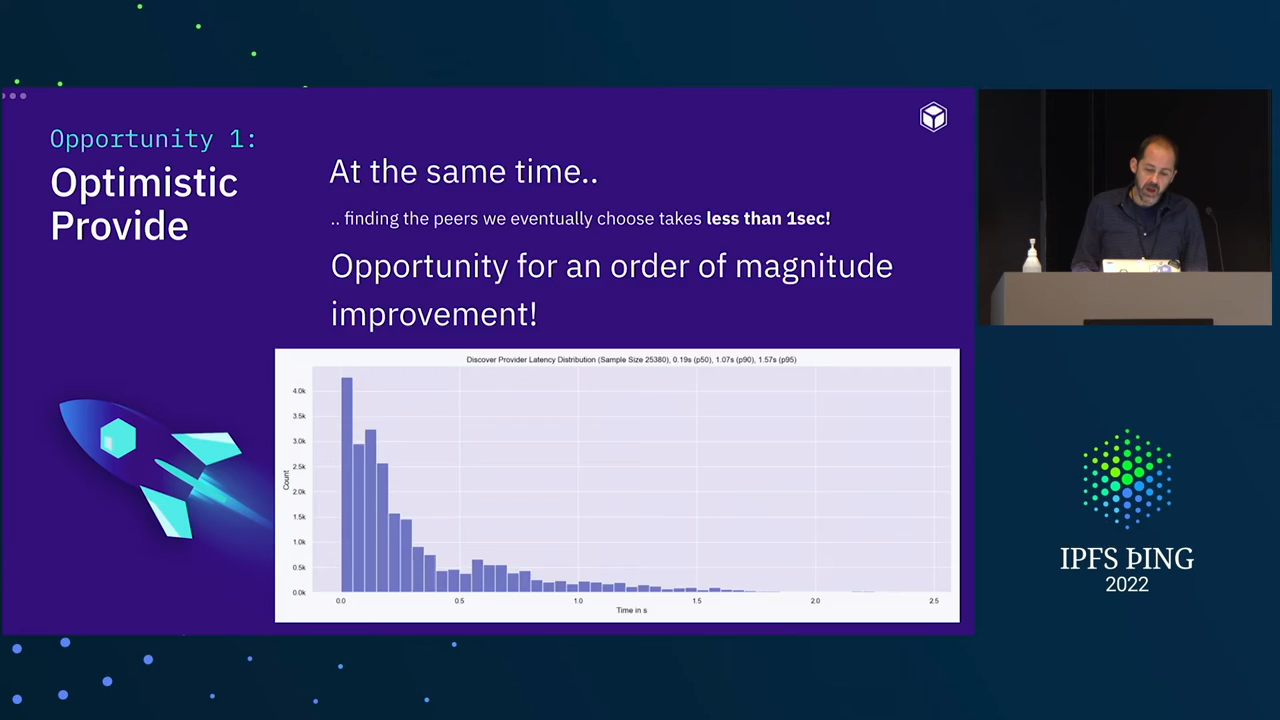 Opportunity 1:
Optimistic
Provide
At the same time..
.. finding the peers we eventually choose takes less than 1sec!
Opportunity for an order of magnitude
improvement!
Discover Provider Latency Distribution (Sample Size 25380), 0.19s (p50), 1.07s (p90), 1.57s (p95)
Count
4.0k
3.5k
3.0k
2.5k
2.0k
1.5k
1.0k
0.5k
0.0k
0.0 0.5 1.0 1.5 2.0 2.5
Time in s
IPFS ÞING
2022